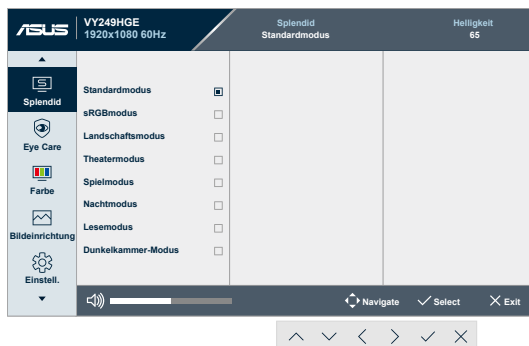 ASUS
VY249HGE
1920x1080 60Hz
Splendid
Standardmodus
Helligkeit
65
Splendid
Eye Care
Farbe
Bildeinrichtung
Einstell.
Standardmodus
sRGBmodus
Landschaftsmodus
Theatermodus
Spielmodus
Nachtmodus
Lesemodus
Dunkelkammer-Modus
Navigate
Select
Exit